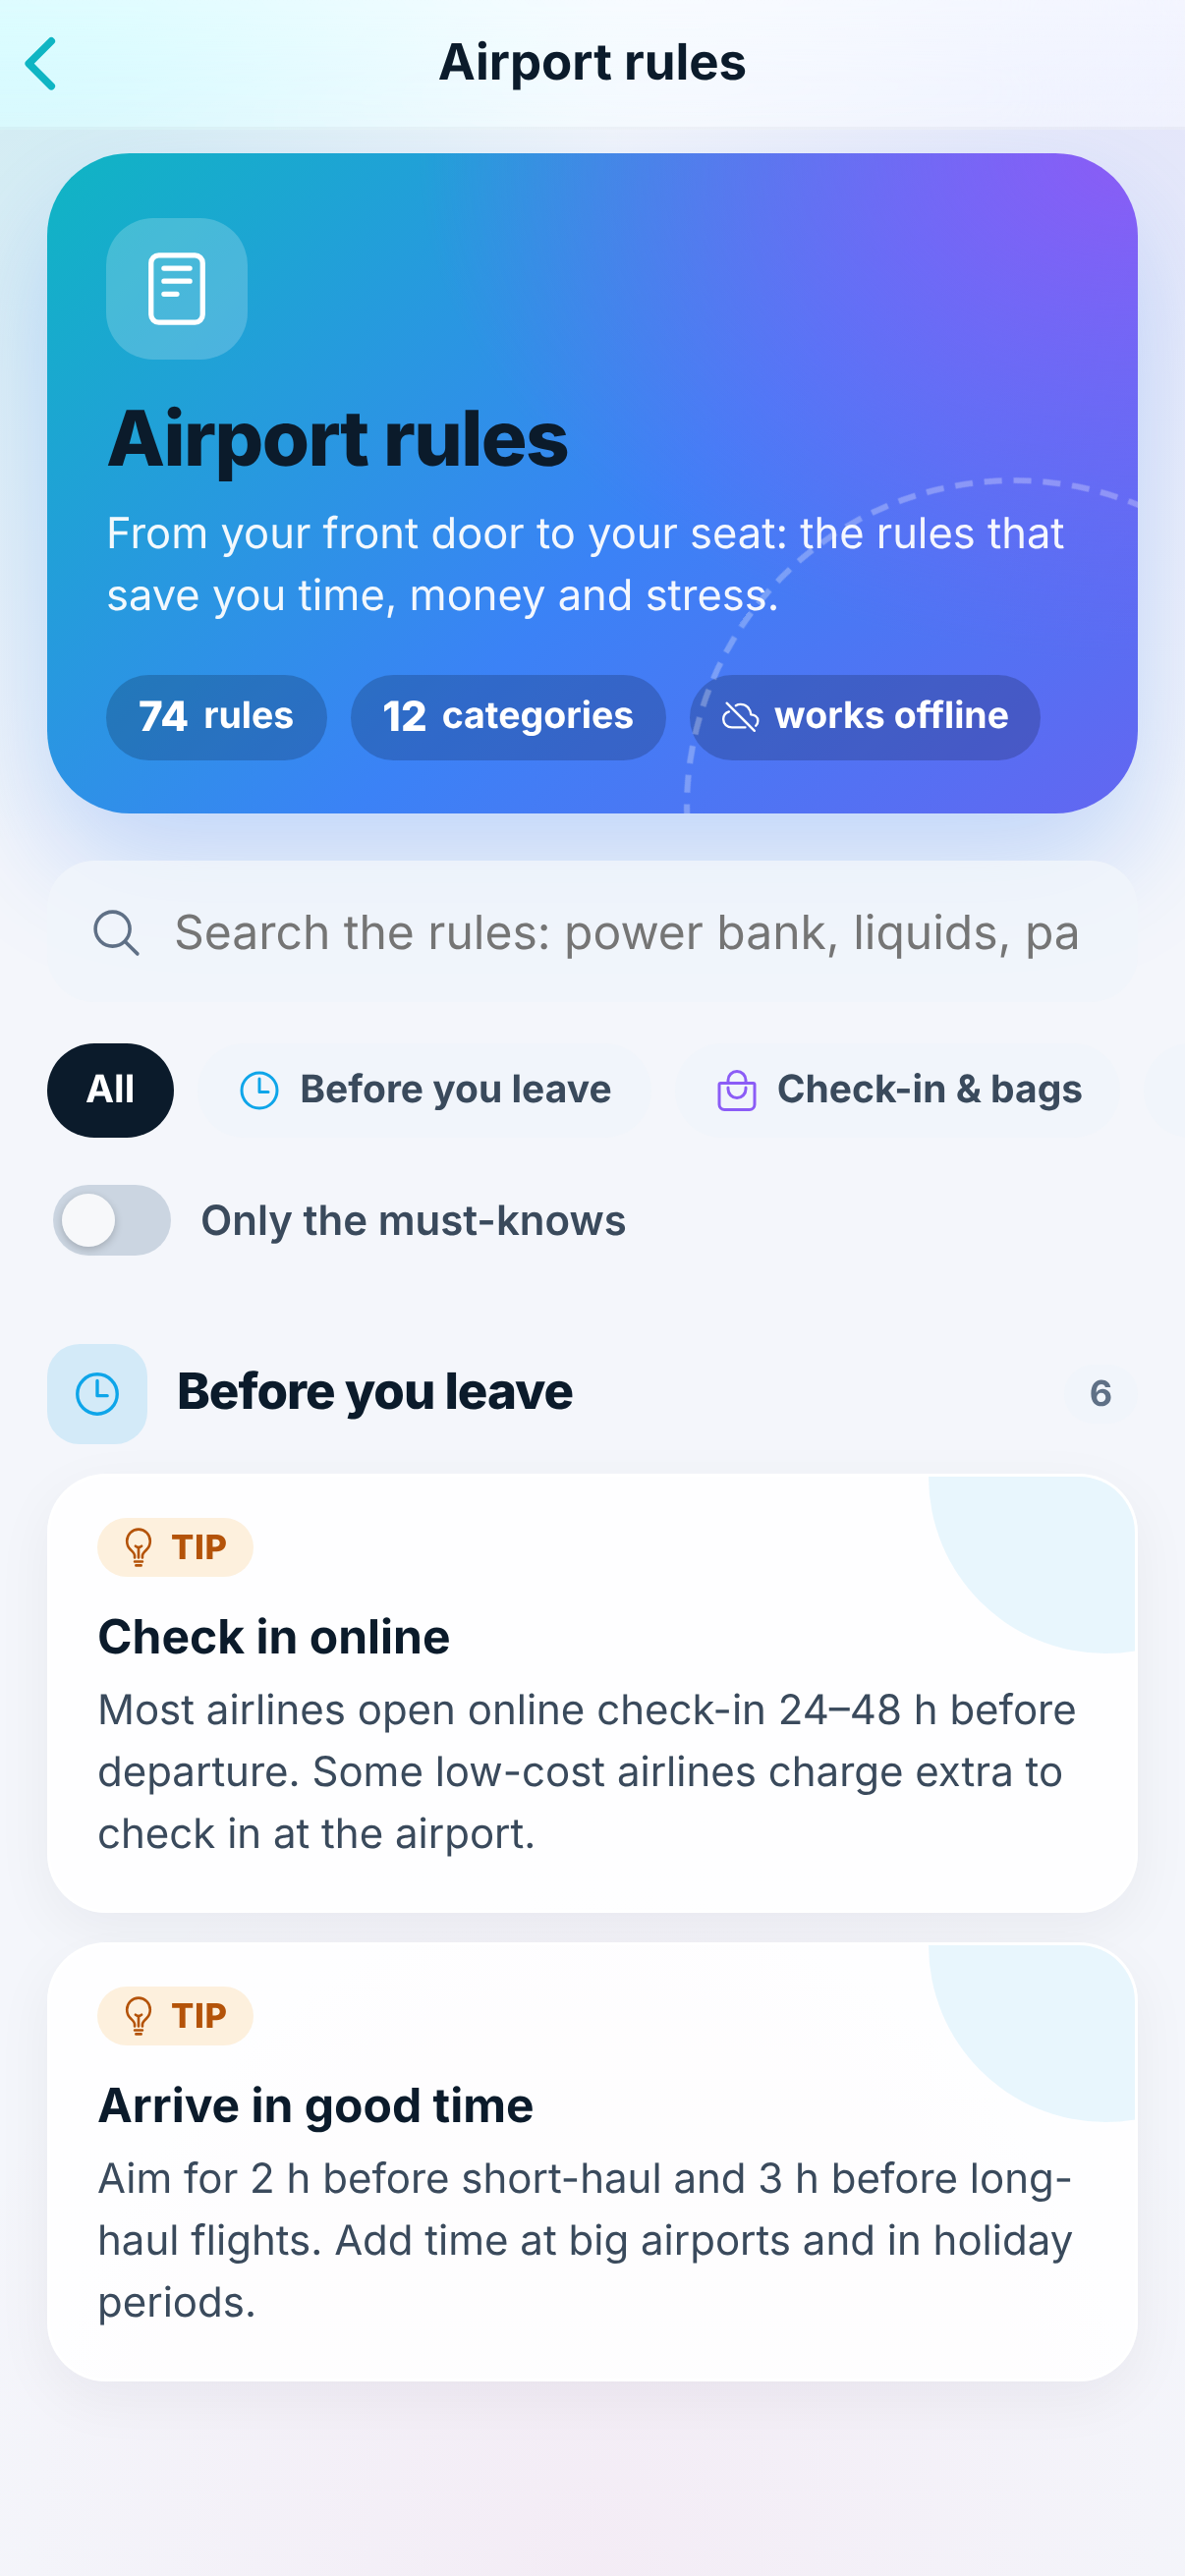 Airport rules
Airport rules
From your front door to your seat: the rules that
save you time, money and stress.
74 rules
12 categories
works offline
Search the rules: power bank, liquids, pa
All
Before you leave
Check-in & bags
Only the must-knows
Before you leave
6
TIP
Check in online
Most airlines open online check-in 24–48 h before
departure. Some low-cost airlines charge extra to
check in at the airport.
TIP
Arrive in good time
Aim for 2 h before short-haul and 3 h before long-
haul flights. Add time at big airports and in holiday
periods.